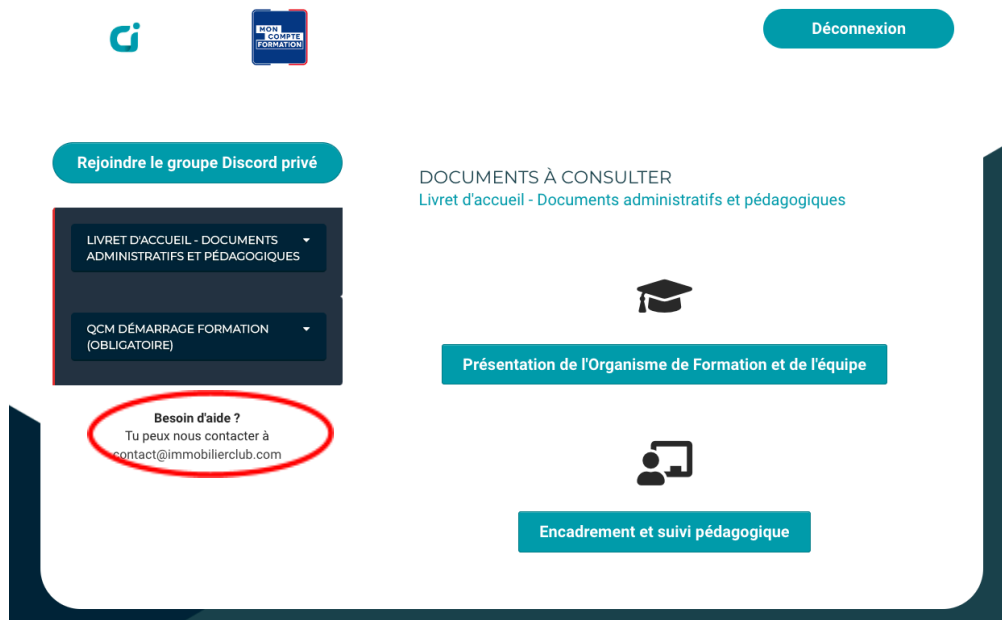 Ci
MON
COMPTE
FORMATION
Déconnexion
Rejoindre le groupe Discord privé
LIVRET D'ACCUEIL - DOCUMENTS
ADMINISTRATIFS ET PÉDAGOGIQUES
QCM DÉMARRAGE FORMATION
(OBLIGATOIRE)
Besoin d'aide ?
Tu peux nous contacter à
contact@immobilierclub.com
DOCUMENTS À CONSULTER
Livret d'accueil - Documents administratifs et pédagogiques
Présentation de l'Organisme de Formation et de l'équipe
Encadrement et suivi pédagogique